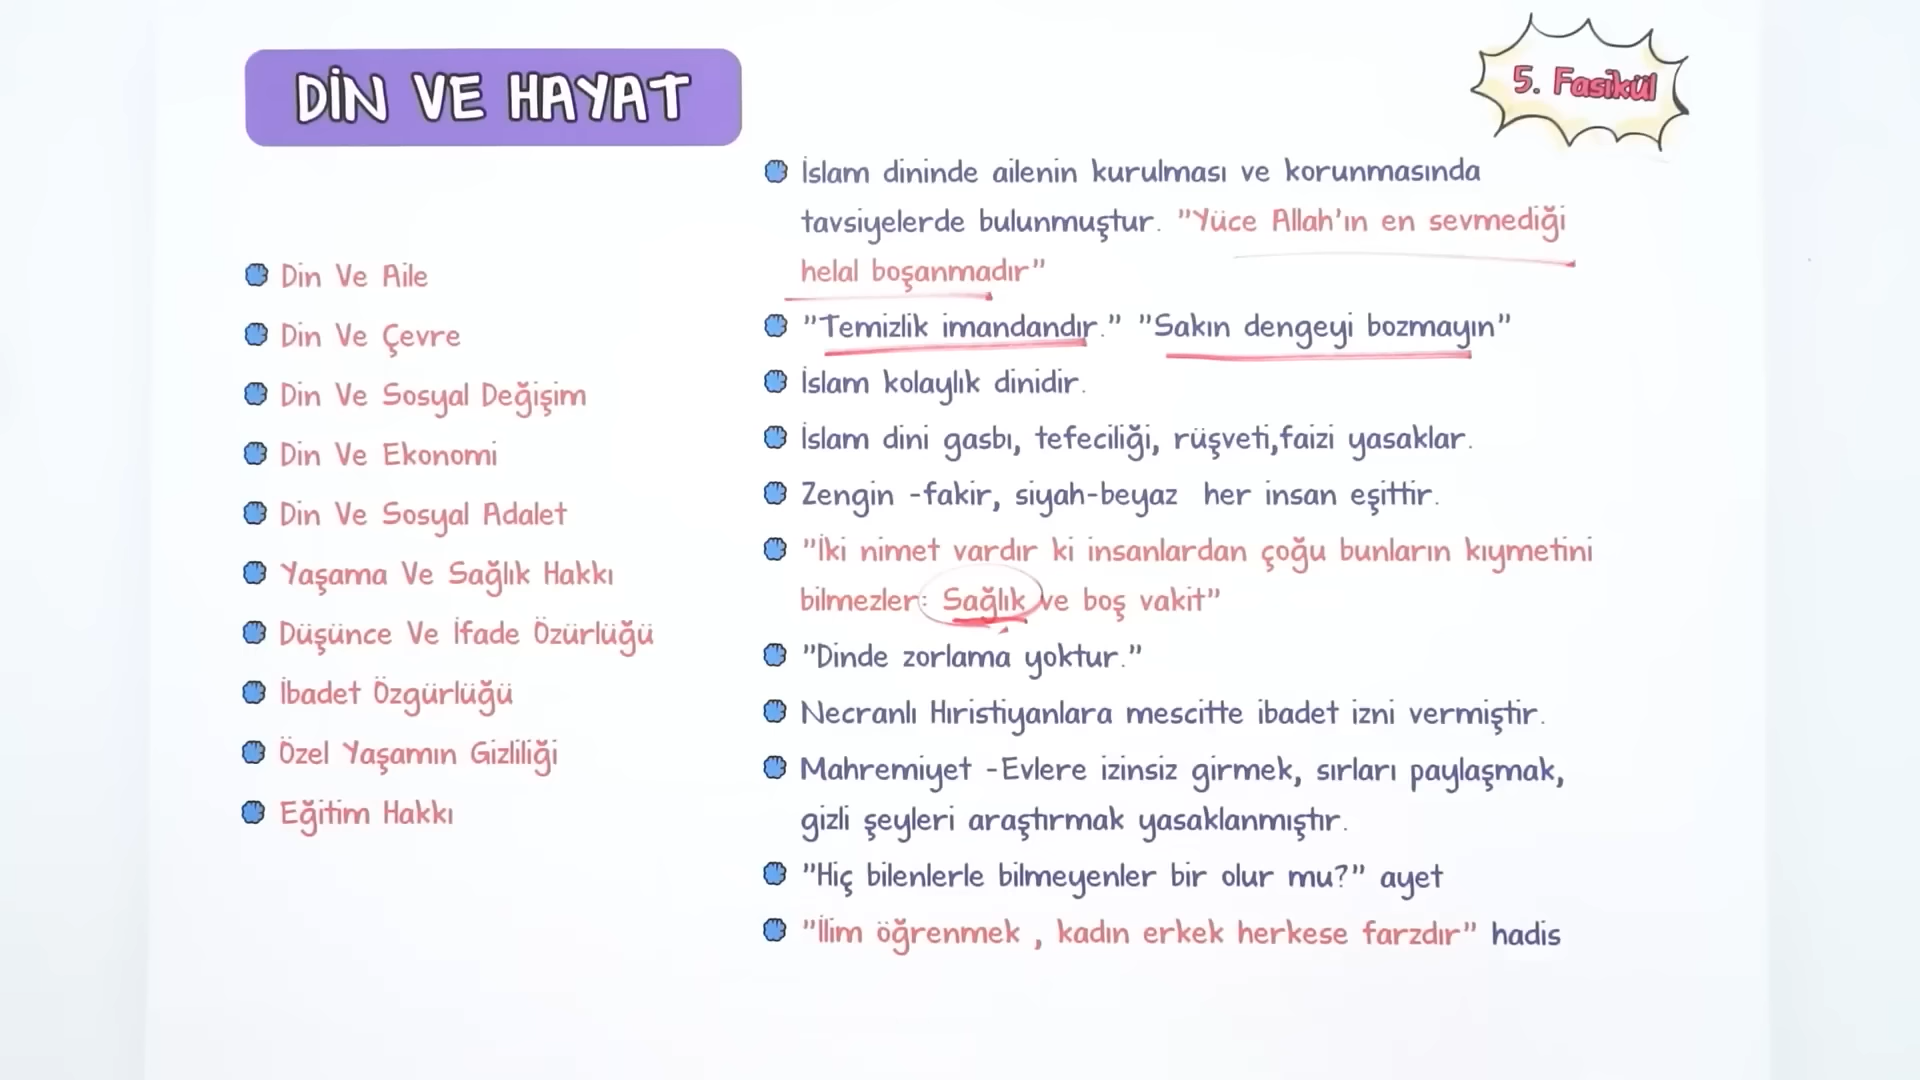 DİN VE HAYAT
5. Fasikül
Din Ve Aile
Din Ve Çevre
Din Ve Sosyal Değişim
Din Ve Ekonomi
Din Ve Sosyal Adalet
Yaşama Ve Sağlık Hakkı
Düşünce Ve İfade Özürlüğü
İbadet Özgürlüğü
Özel Yaşamın Gizliliği
Eğitim Hakkı
İslam dininde ailenin kurulması ve korunmasında
tavsiyelerde bulunmuştur. "Yüce Allah'ın en sevmediği
helal boşanmadır"
"Temizlik imandandır." "Sakın dengeyi bozmayın"
İslam kolaylık dinidir.
İslam dini gasbı, tefeciliği, rüşveti,faizi yasaklar.
Zengin -fakir, siyah-beyaz her insan eşittir.
"İki nimet vardır ki insanlardan çoğu bunların kıymetini
bilmezler: Sağlık ve boş vakit"
"Dinde zorlama yoktur."
Necranlı Hıristiyanlara mescitte ibadet izni vermiştir.
Mahremiyet -Evlere izinsiz girmek, sırları paylaşmak,
gizli şeyleri araştırmak yasaklanmıştır.
"Hiç bilenlerle bilmeyenler bir olur mu?" ayet
"İlim öğrenmek , kadın erkek herkese farzdır" hadis